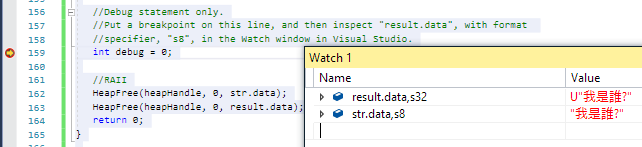 156 //Debug statement only.
157 //Put a breakpoint on this line, and then inspect "result.data", with format
158 //specifier, "s8", in the Watch window in Visual Studio.
159 int debug = 0;
160
161 //RAII
162 HeapFree(heapHandle, 0, str.data);
163 HeapFree(heapHandle, 0, result.data);
164 return 0;
165 }
166
Watch 1
Name Value
result.data,s32 U"我是誰?"
str.data,s8 "我是誰?"